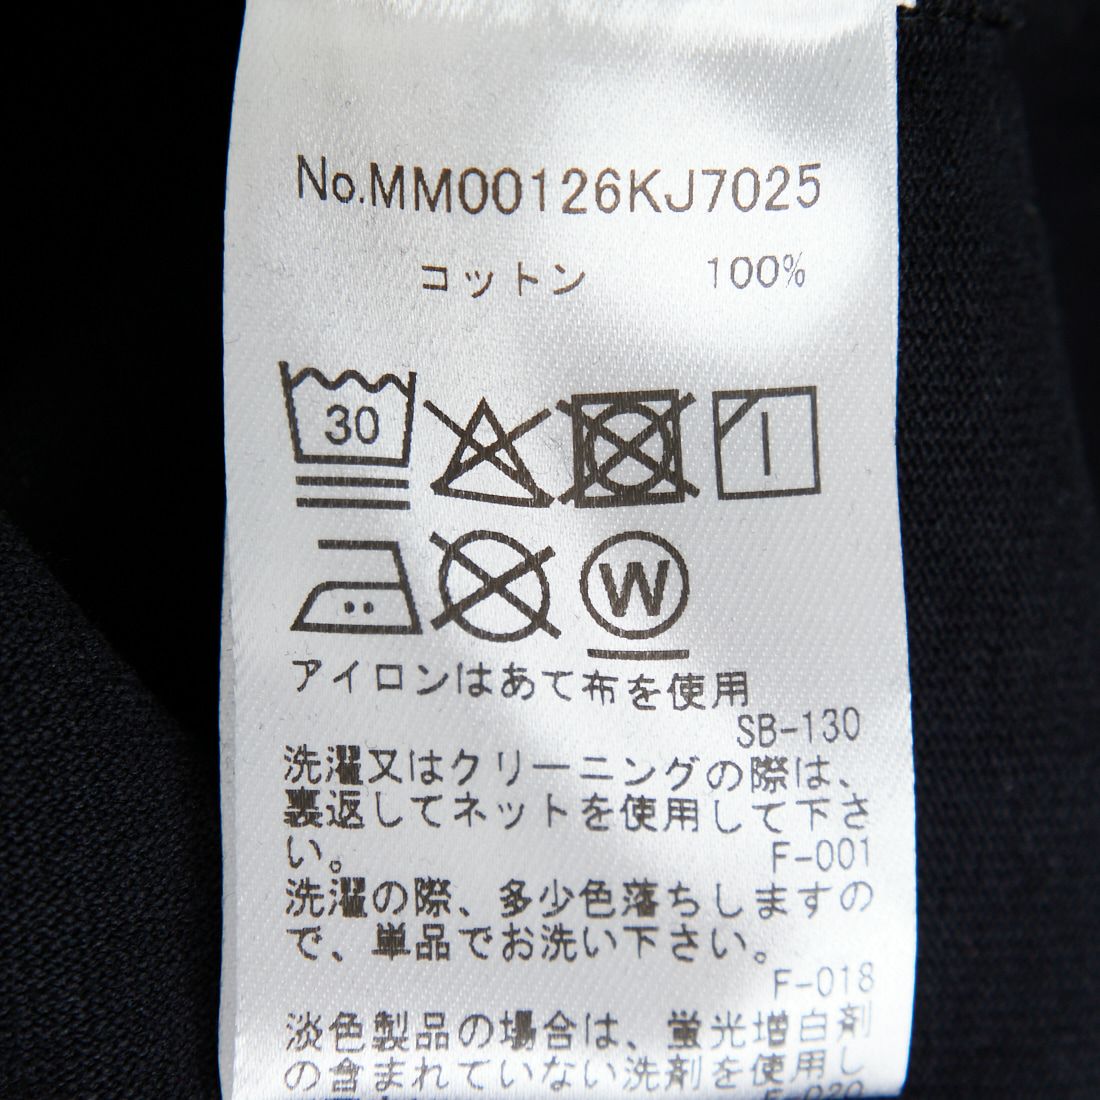 No.MM00126KJ7025
コットン 100%
30
W
アイロンはあて布を使用
SB-130
洗濯又はクリーニングの際は、
裏返してネットを使用して下さ
い。
F-001
洗濯の際、多少色落ちしますの
で、単品でお洗い下さい。
F-018
淡色製品の場合は、蛍光増白剤
の含まれていない洗剤を使用し
F-020